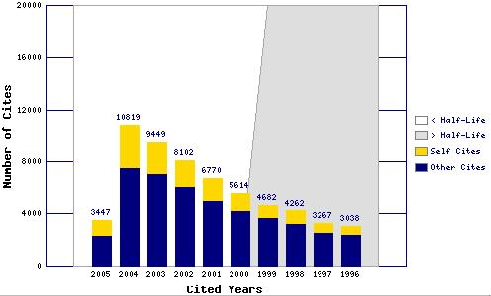 20000
16000
12000
8000
4000
0
Number of Cites
3447
10819
9449
8102
6770
5614
4682
4262
3267
3038
2005 2004 2003 2002 2001 2000 1999 1998 1997 1996
Cited Years
< Half-Life
> Half-Life
Self Cites
Other Cites